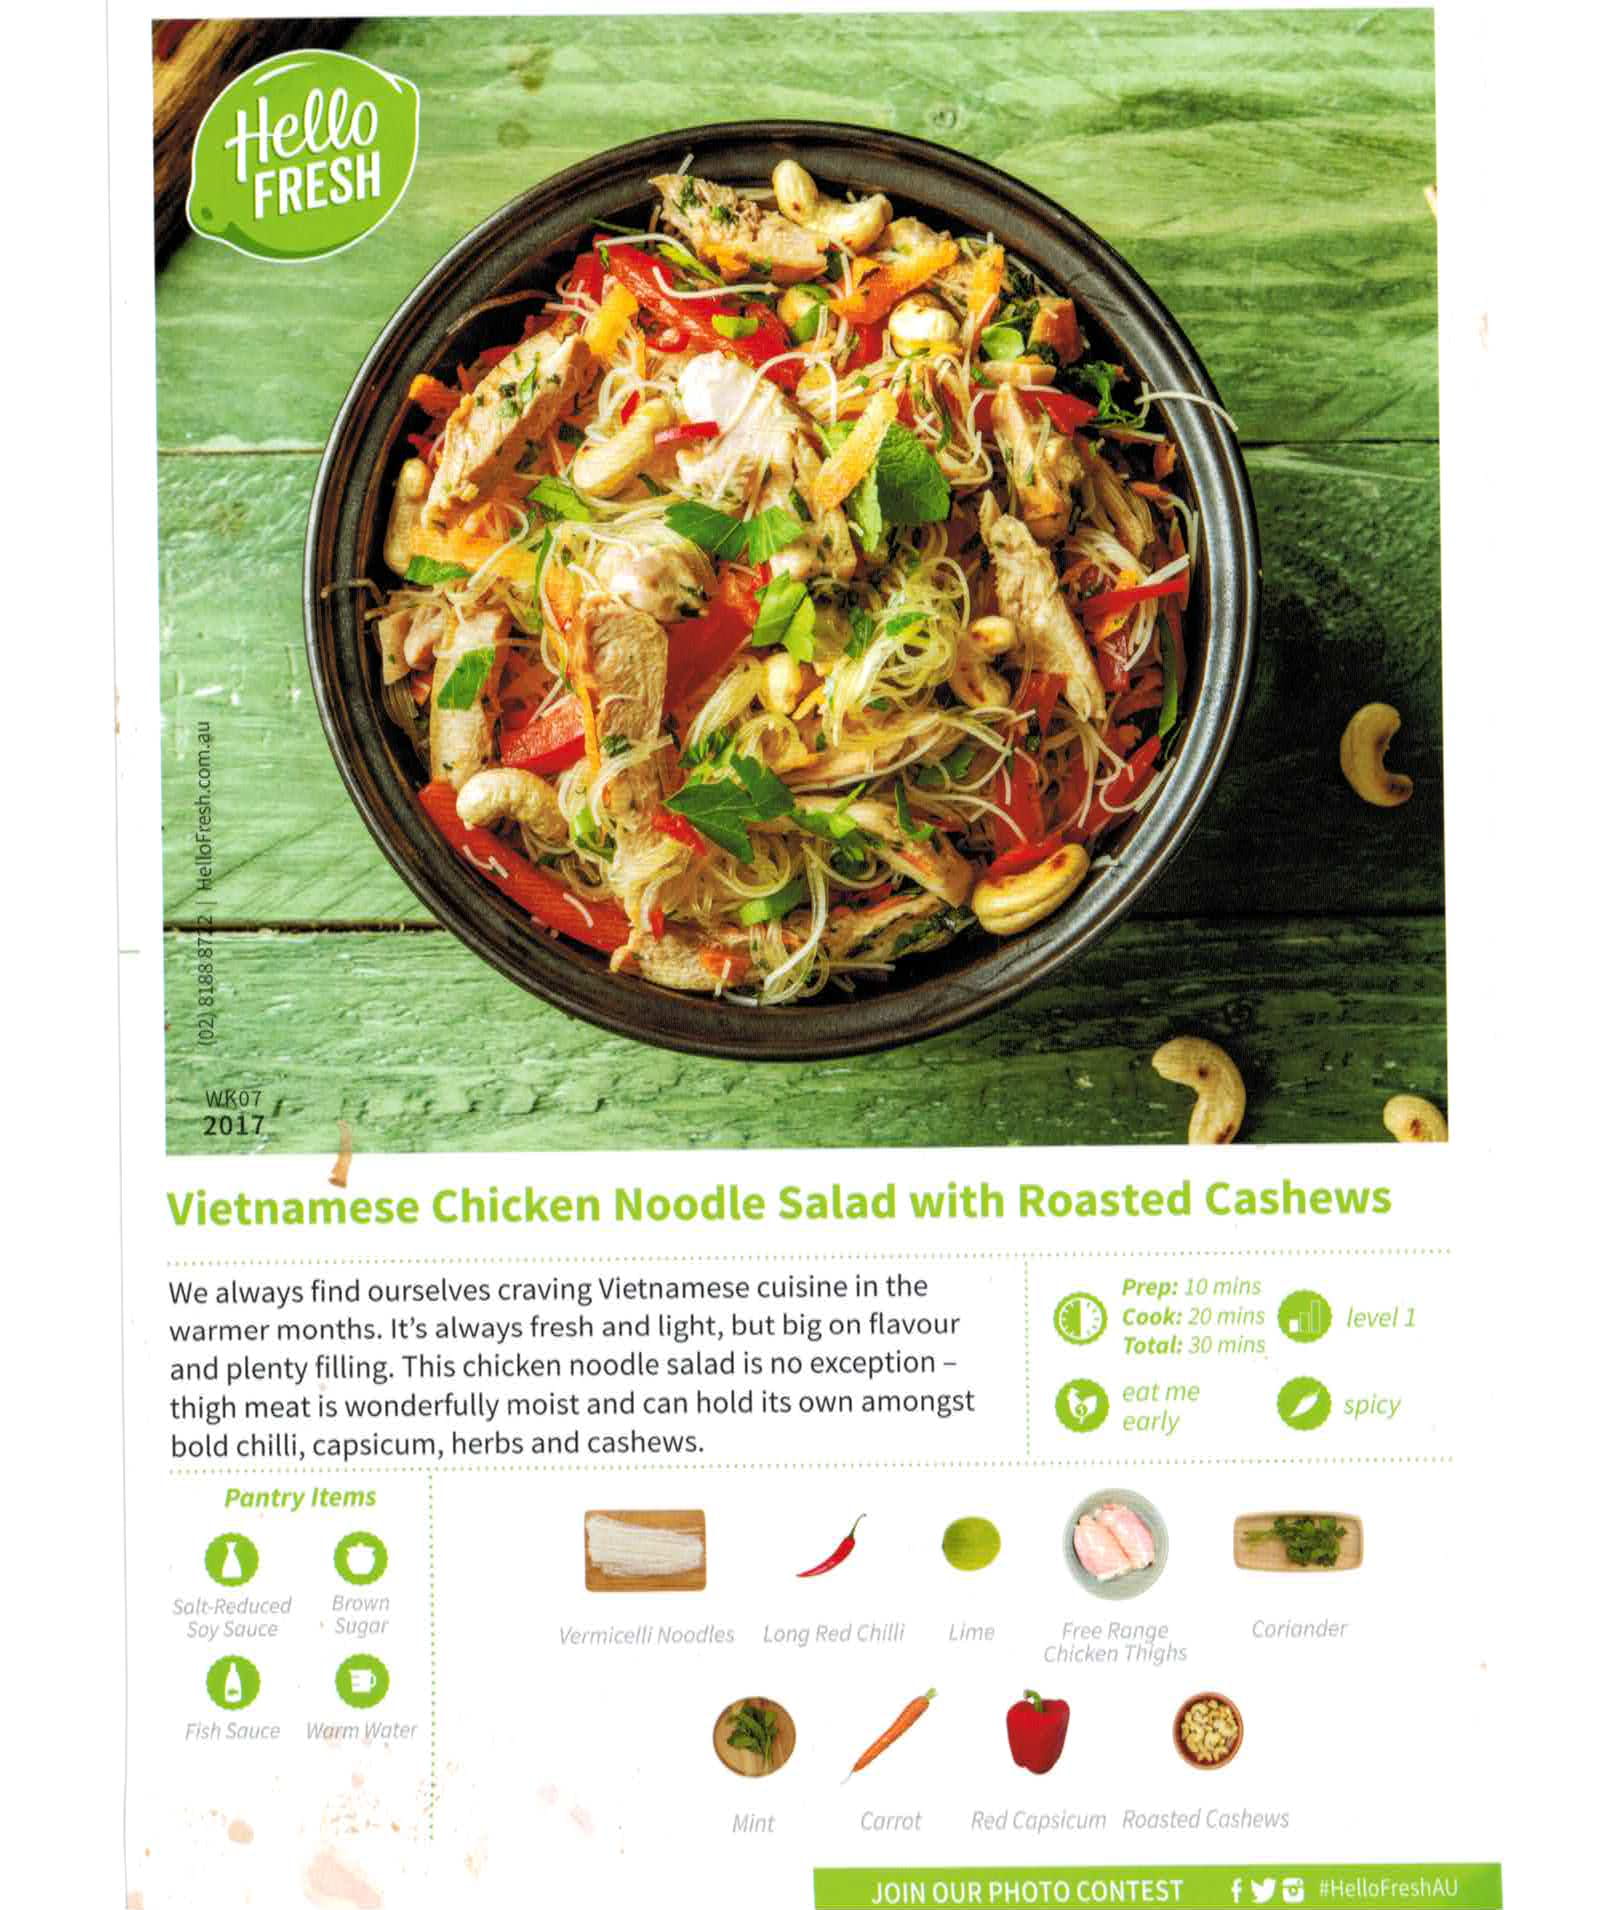 Hello
FRESH
(02) 8188 8722 | HelloFresh.com.au
WK07
2017
Vietnamese Chicken Noodle Salad with Roasted Cashews
We always find ourselves craving Vietnamese cuisine in the
warmer months. It's always fresh and light, but big on flavour
and plenty filling. This chicken noodle salad is no exception –
thigh meat is wonderfully moist and can hold its own amongst
bold chilli, capsicum, herbs and cashews.
Prep: 10 mins
Cook: 20 mins
Total: 30 mins
level 1
eat me
early
spicy
Pantry Items
Salt-Reduced
Soy Sauce
Brown
Sugar
Fish Sauce
Warm Water
Vermicelli Noodles
Long Red Chilli
Lime
Free Range
Chicken Thighs
Coriander
Mint
Carrot
Red Capsicum
Roasted Cashews
JOIN OUR PHOTO CONTEST
#HelloFreshAU